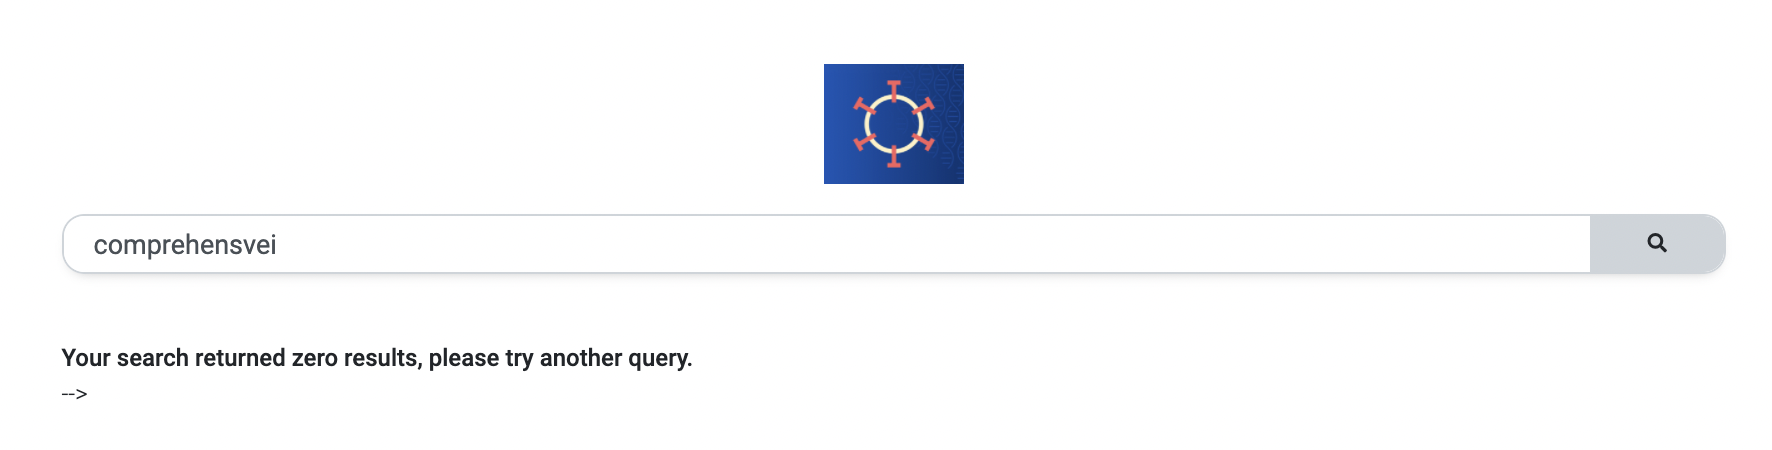 comprehensvei
Your search returned zero results, please try another query.
-->